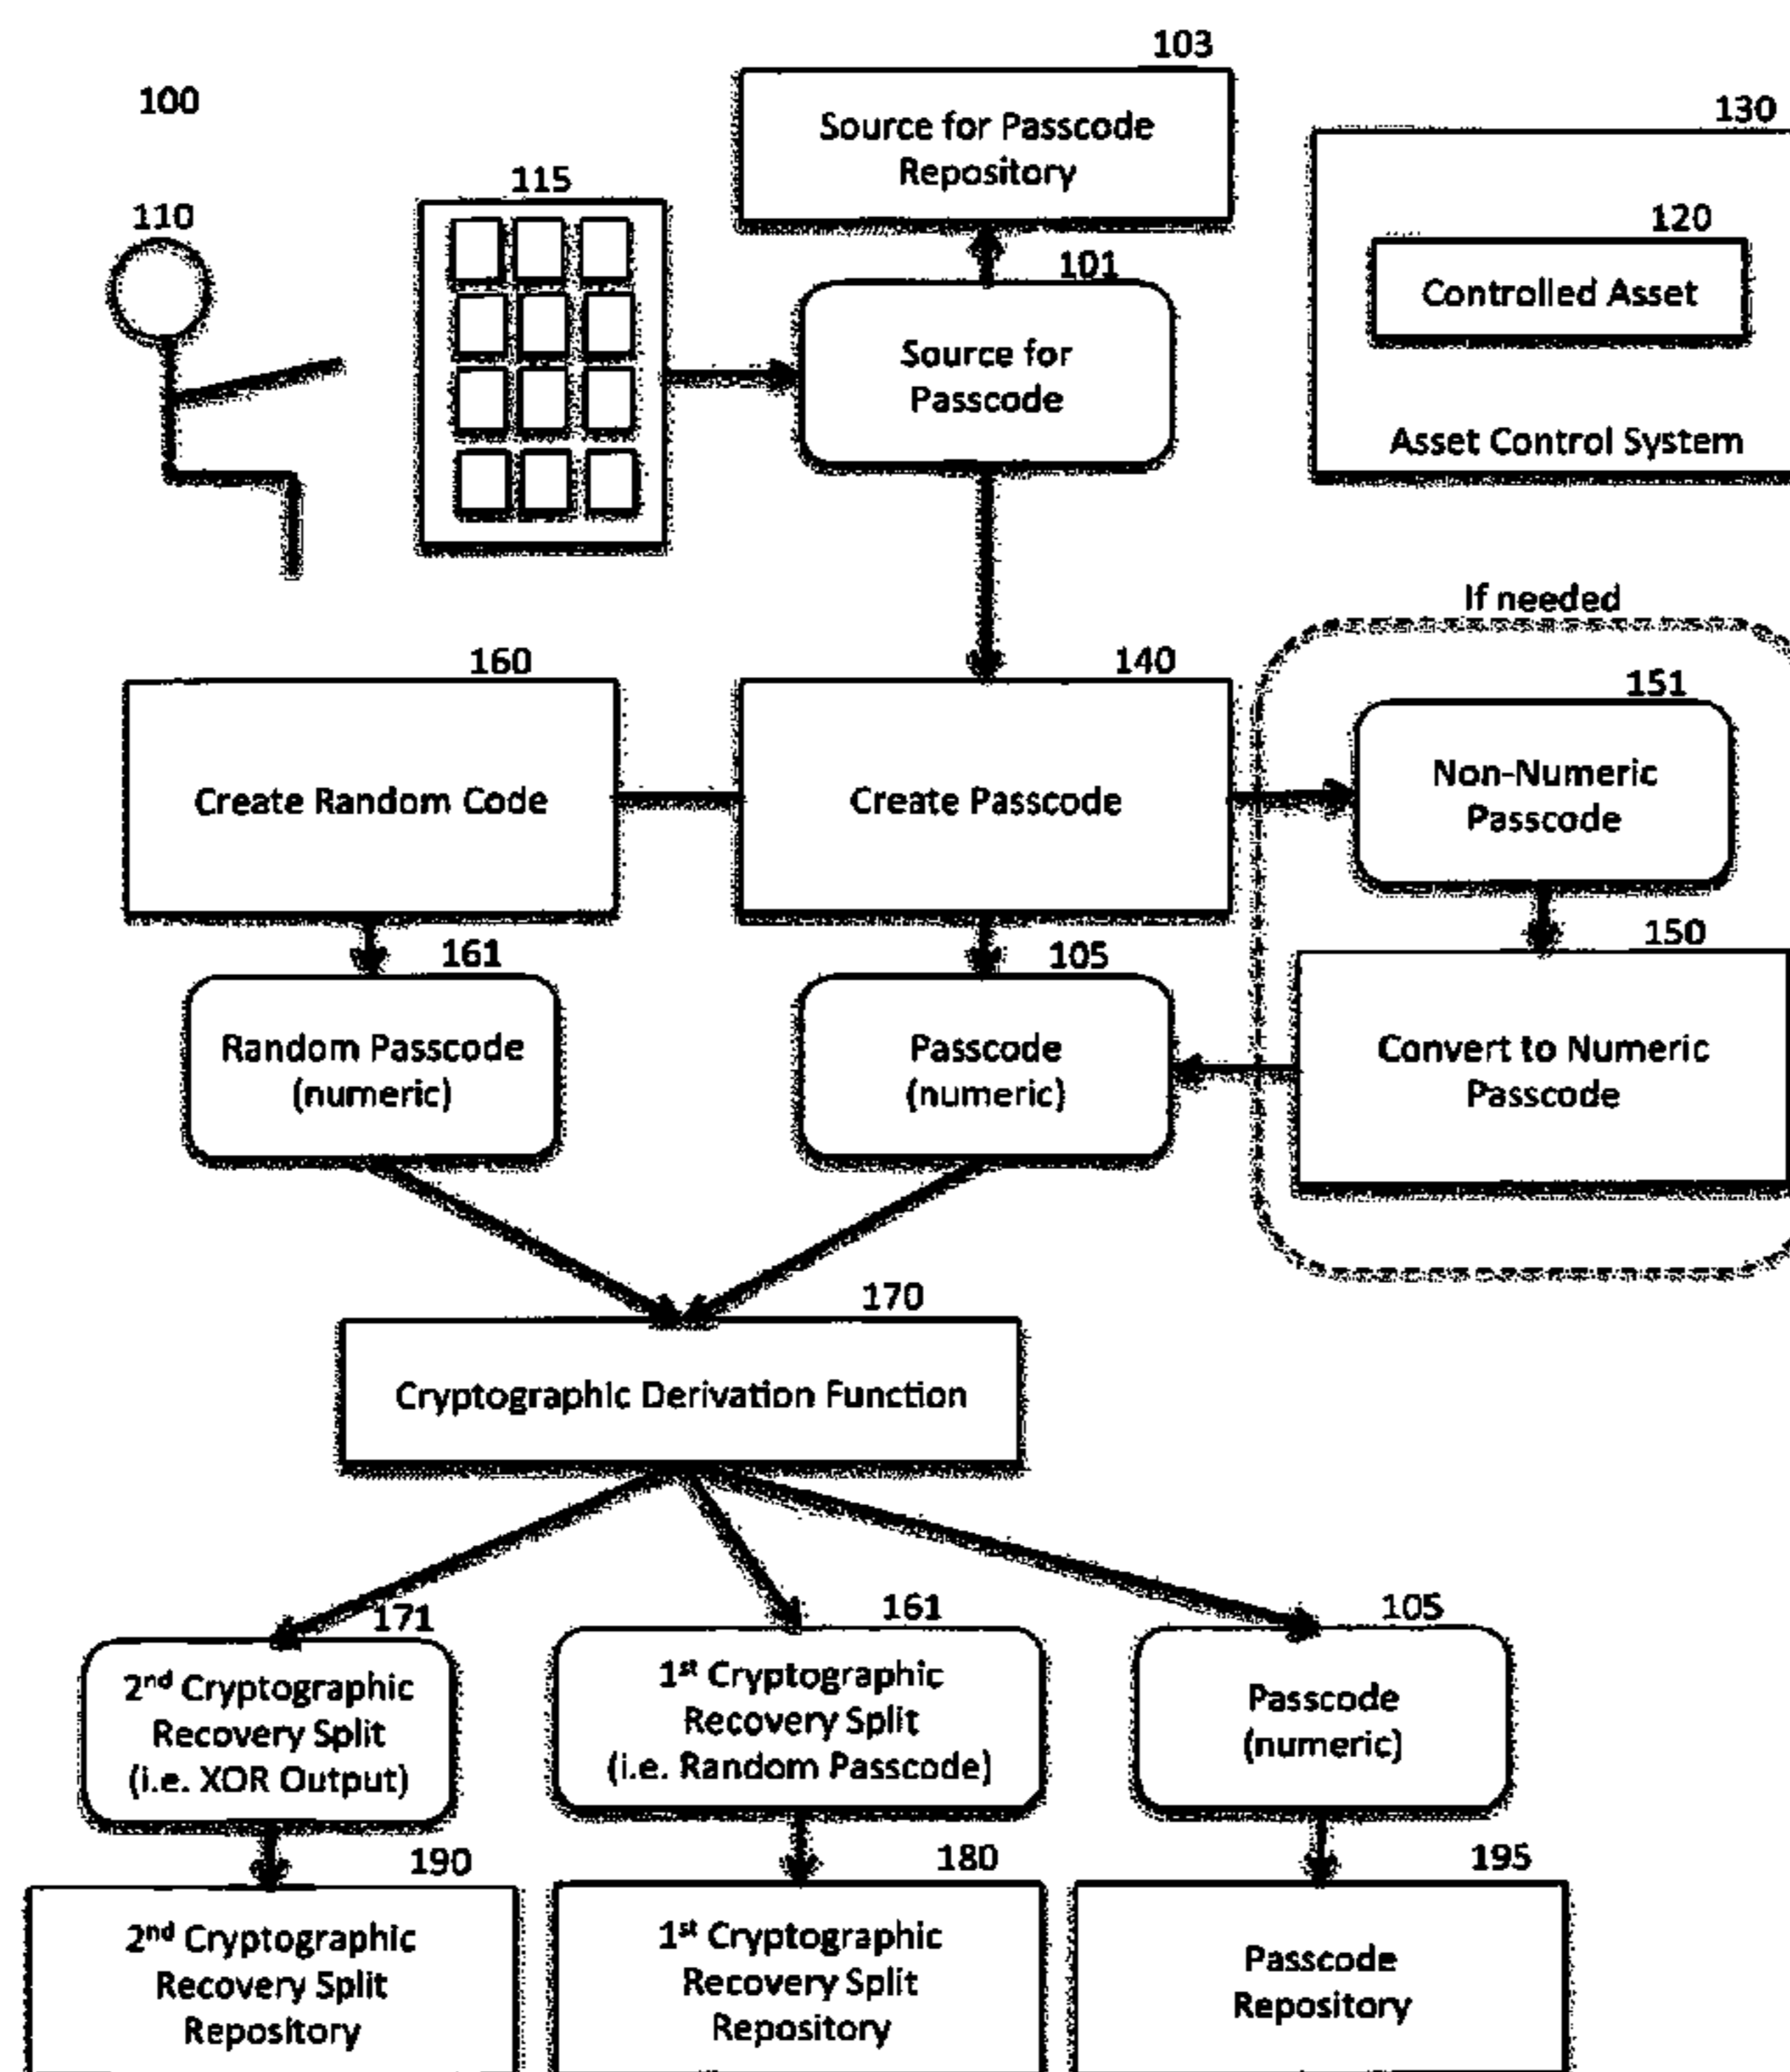 100
103
Source for Passcode
Repository
130
120
Controlled Asset
Asset Control System
110
115
101
Source for
Passcode
If needed
160
Create Random Code
140
Create Passcode
151
Non-Numeric
Passcode
161
Random Passcode
(numeric)
105
Passcode
(numeric)
150
Convert to Numeric
Passcode
170
Cryptographic Derivation Function
171
2nd Cryptographic
Recovery Split
(i.e. XOR Output)
161
1st Cryptographic
Recovery Split
(i.e. Random Passcode)
105
Passcode
(numeric)
190
2nd Cryptographic
Recovery Split
Repository
180
1st Cryptographic
Recovery Split
Repository
195
Passcode
Repository